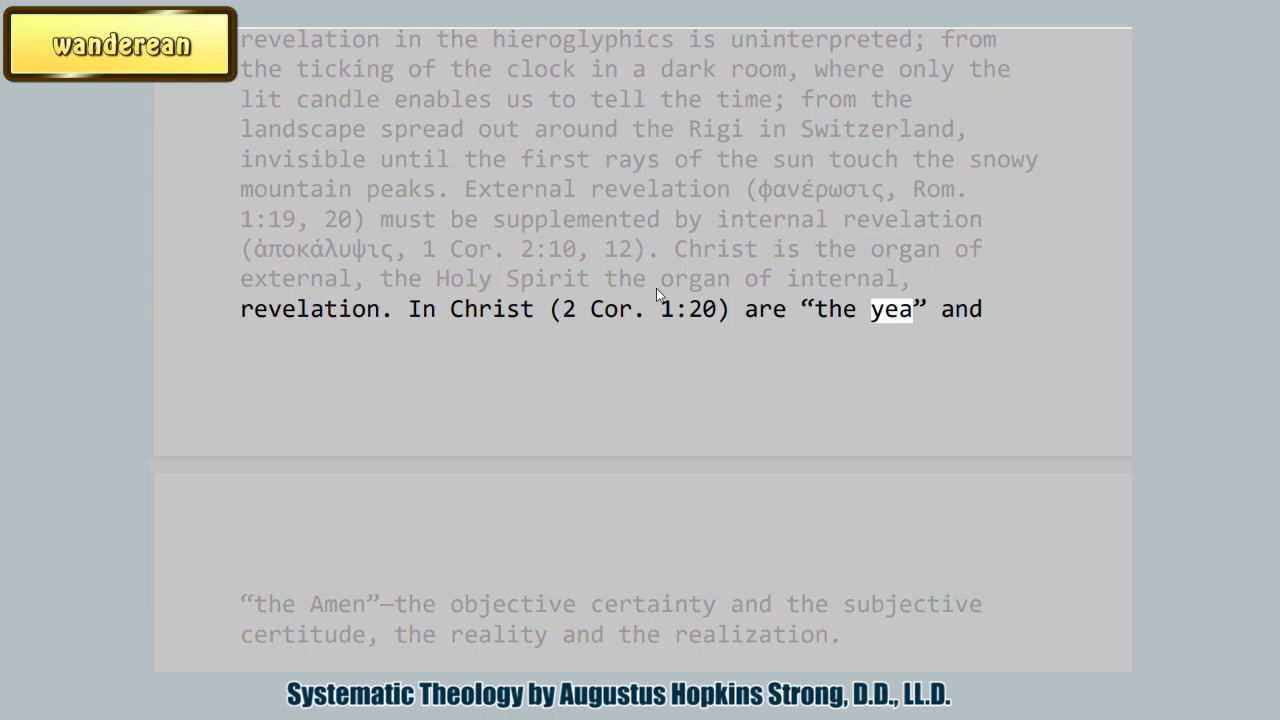 wanderean
revelation in the hieroglyphics is uninterpreted; from
the ticking of the clock in a dark room, where only the
lit candle enables us to tell the time; from the
landscape spread out around the Rigi in Switzerland,
invisible until the first rays of the sun touch the snowy
mountain peaks. External revelation (φανέρωσις, Rom.
1:19, 20) must be supplemented by internal revelation
(ἀποκάλυψις, 1 Cor. 2:10, 12). Christ is the organ of
external, the Holy Spirit the organ of internal,
revelation. In Christ (2 Cor. 1:20) are “the yea” and
“the Amen”—the objective certainty and the subjective
certitude, the reality and the realization.
Systematic Theology by Augustus Hopkins Strong, D.D., LL.D.